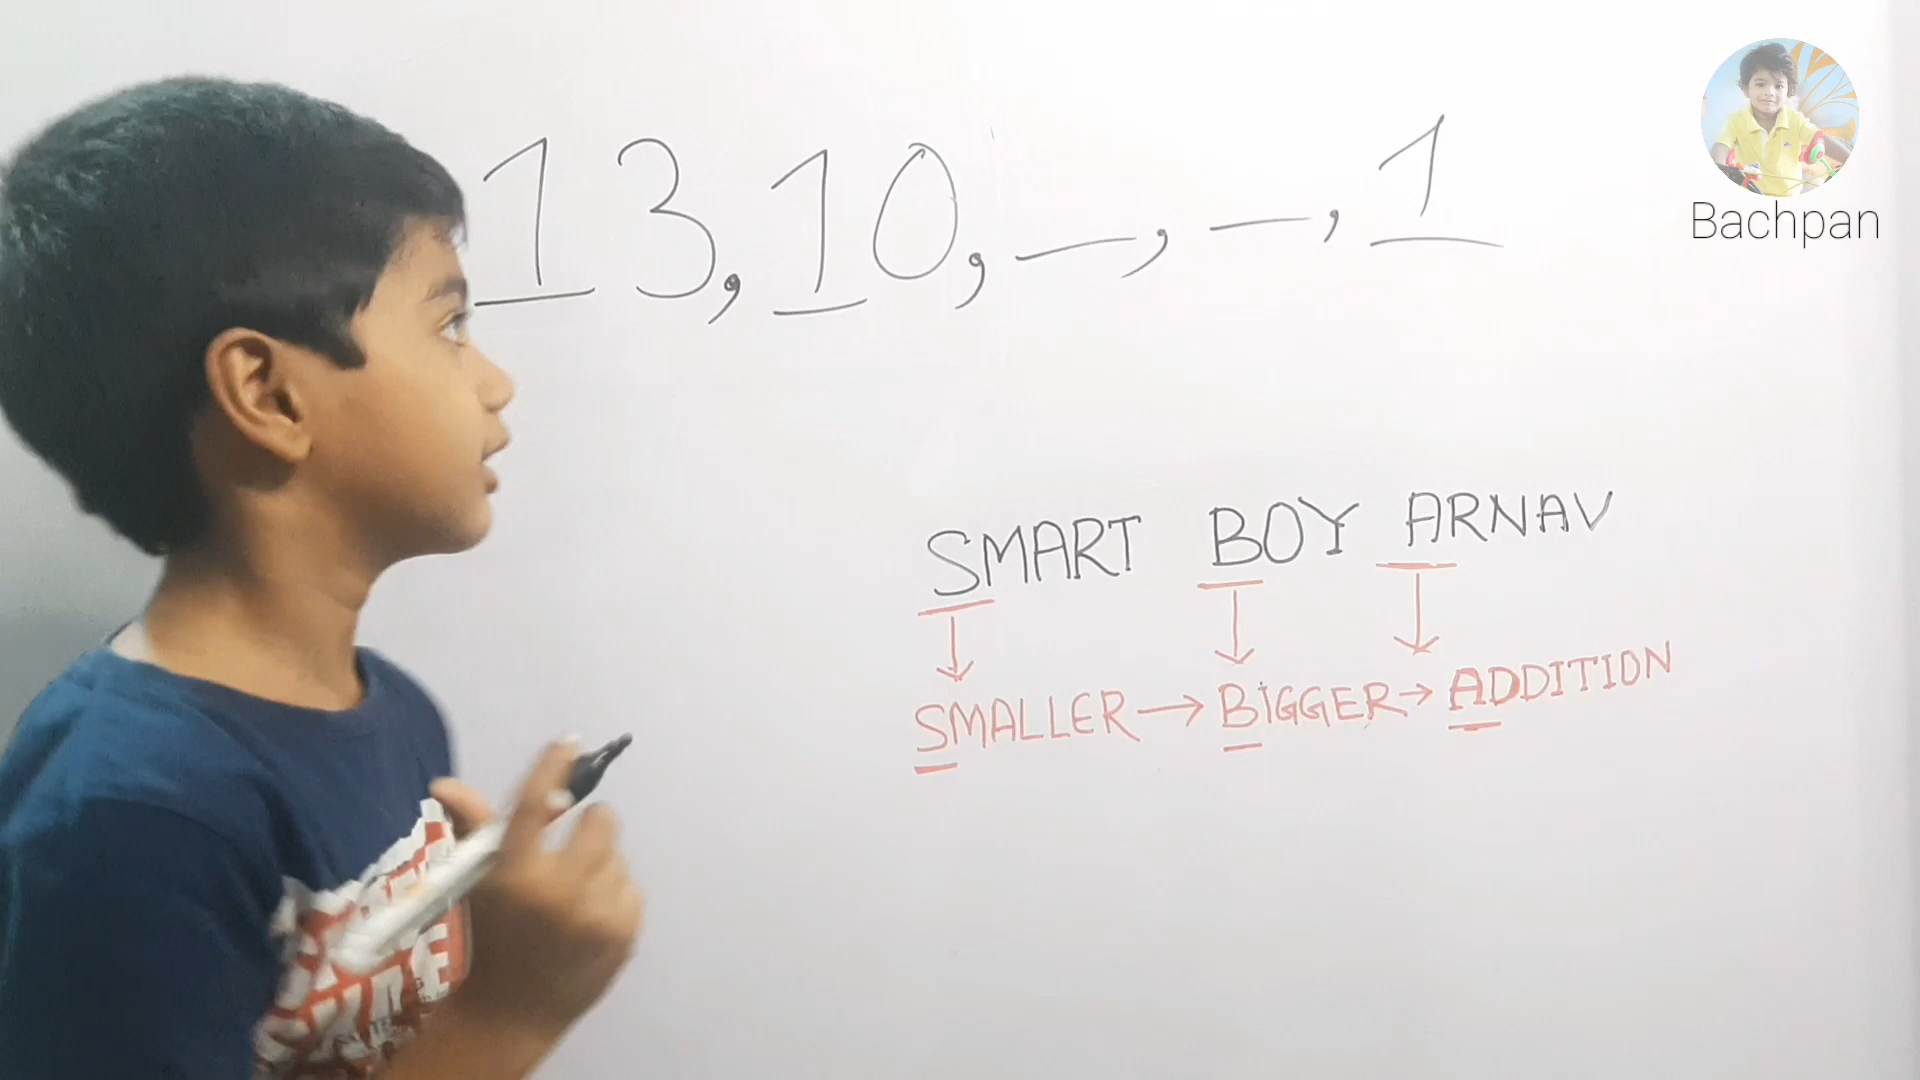 13, 10, __, __, 1
Bachpan
SMART BOY ARNAV
SMALLER → BIGGER → ADDITION